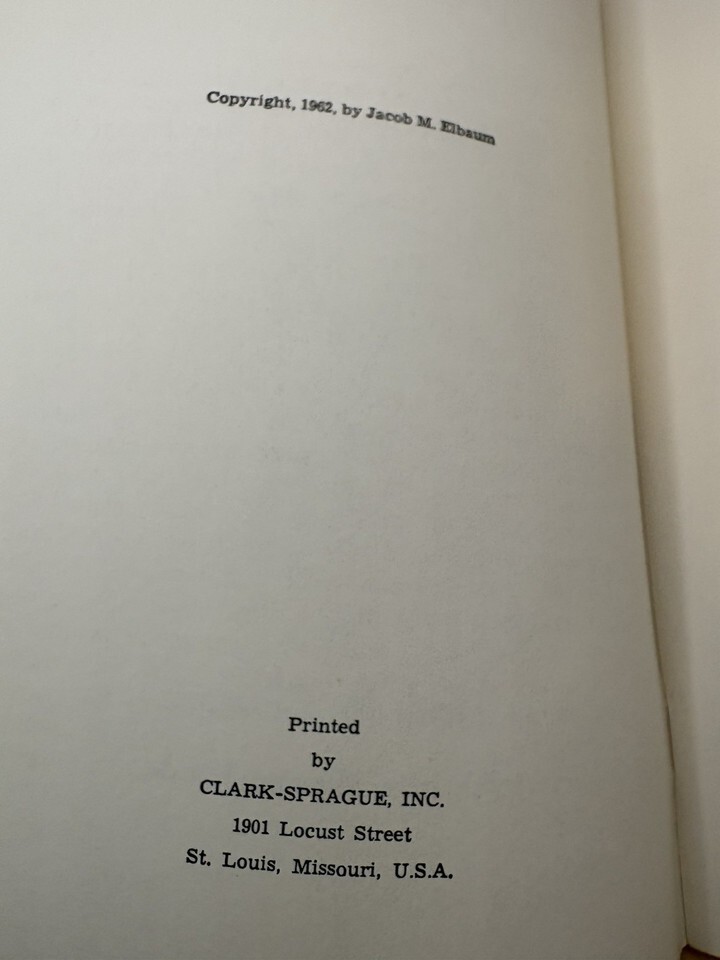 Copyright, 1962, by Jacob M. Elbaum
Printed
by
CLARK-SPRAGUE, INC.
1901 Locust Street
St. Louis, Missouri, U.S.A.